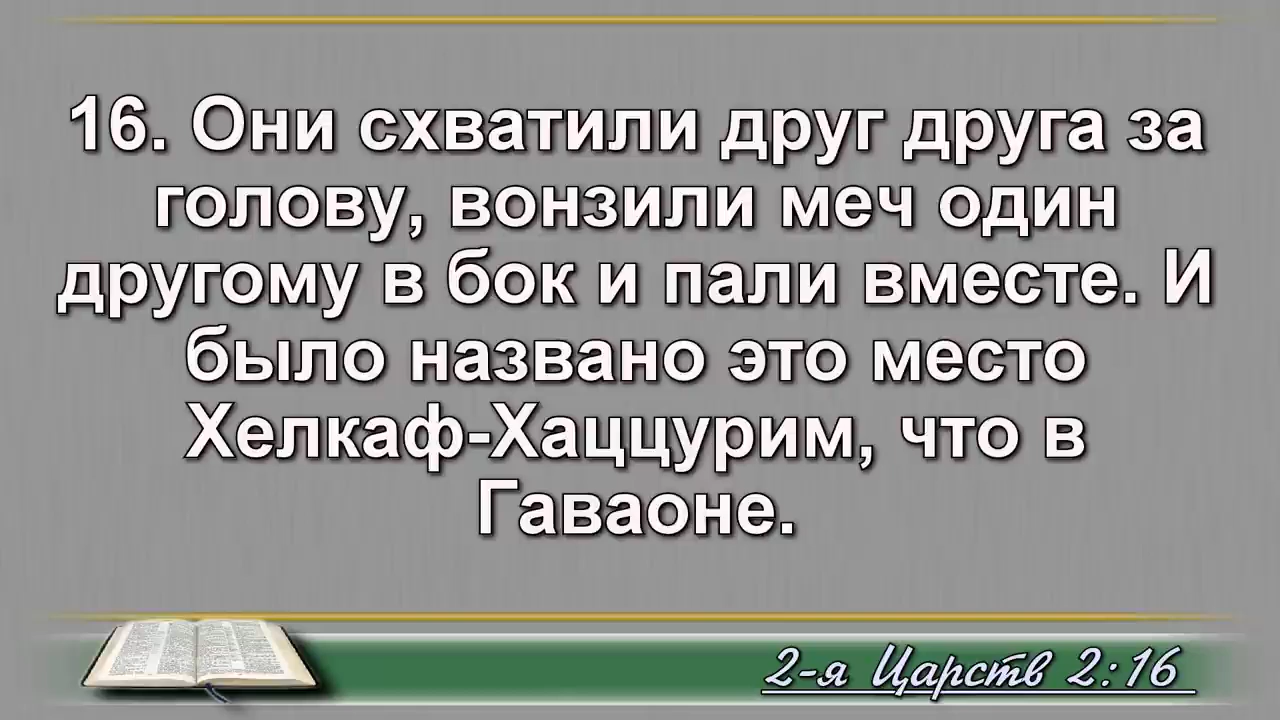 16. Они схватили друг друга за
голову, вонзили меч один
другому в бок и пали вместе. И
было названо это место
Хелкаф-Хаццурим, что в
Гаваоне.
2-я Царств 2:16